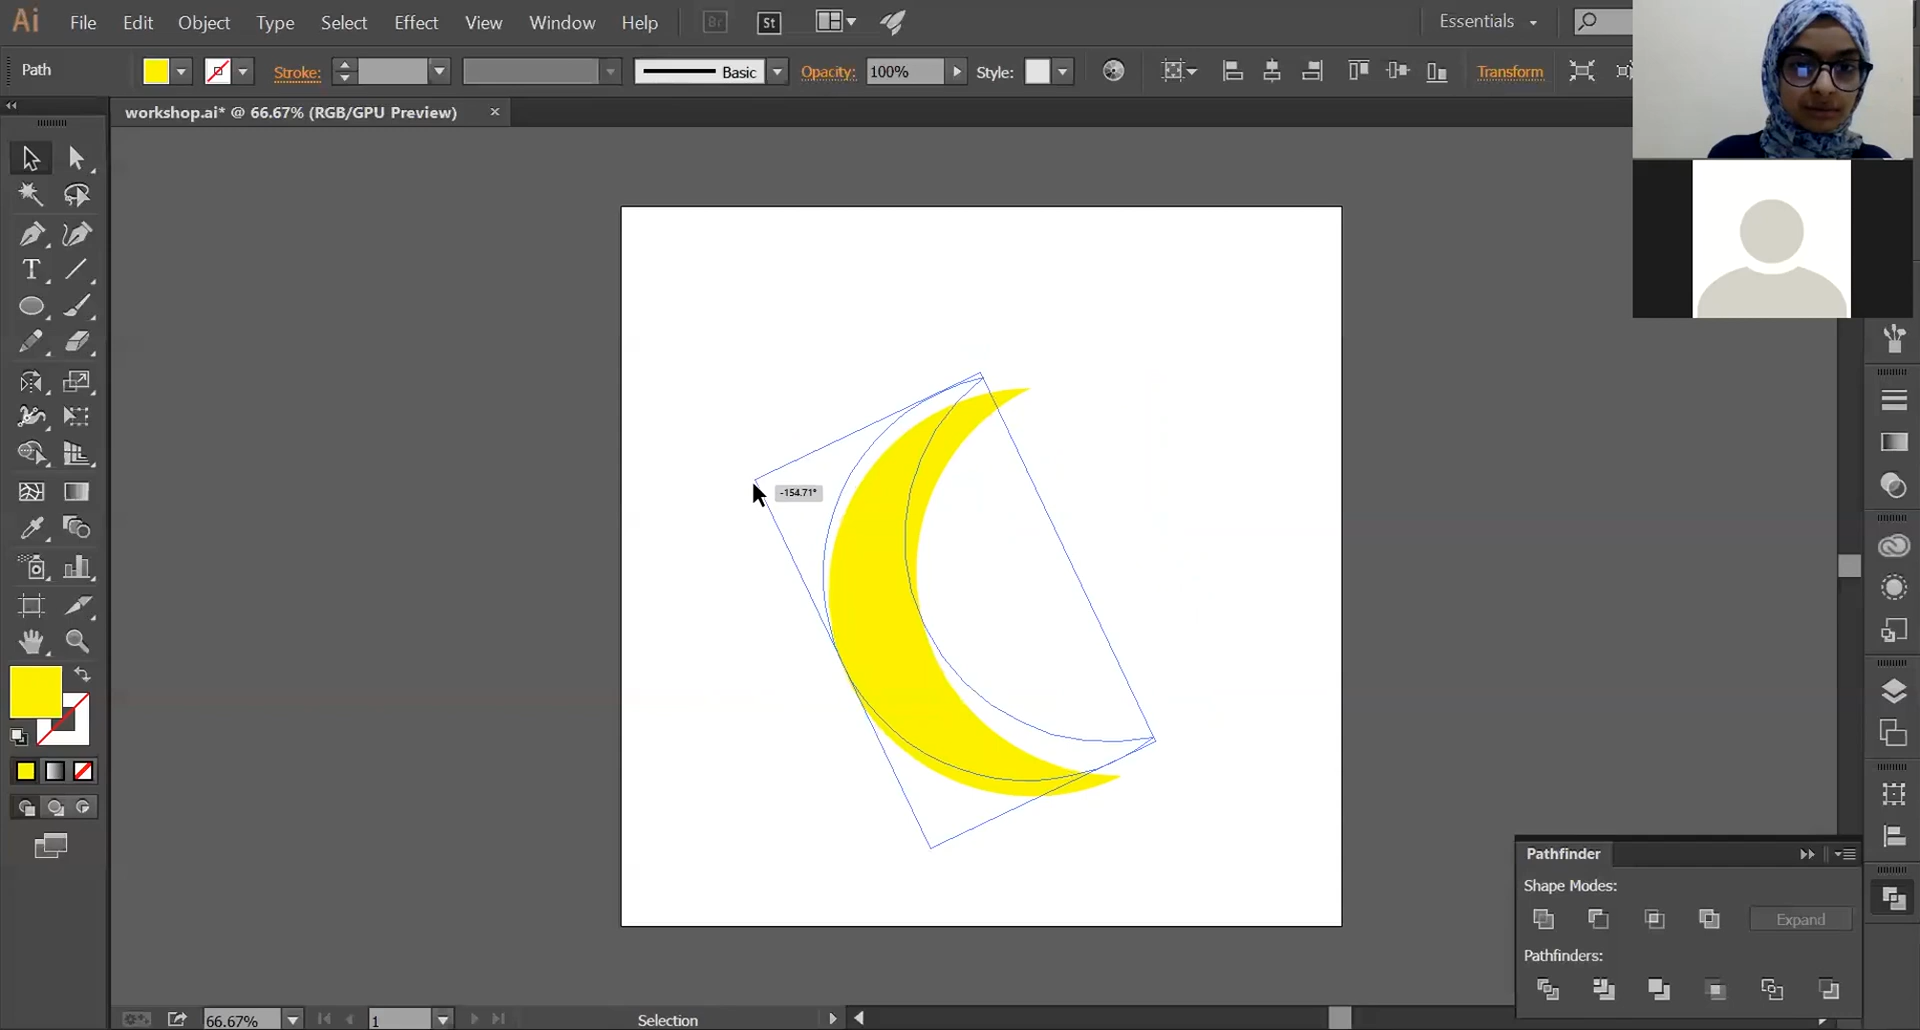 Ai File Edit Object Type Select Effect View Window Help Br St Essentials
Path Stroke: Basic Opacity: 100% Style: Transform
workshop.ai* @ 66.67% (RGB/GPU Preview) ×
T
-154.71°
Pathfinder
Shape Modes:
Expand
Pathfinders:
66.67% 1 Selection